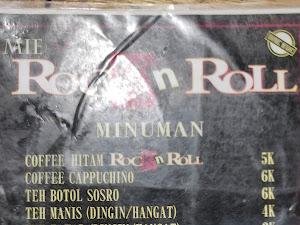 MIE
ROCK n ROLL
MINUMAN
COFFEE HITAM ROCK n ROLL 5K
COFFEE CAPPUCHINO 6K
TEH BOTOL SOSRO 6K
TEH MANIS (DINGIN/HANGAT) 4K